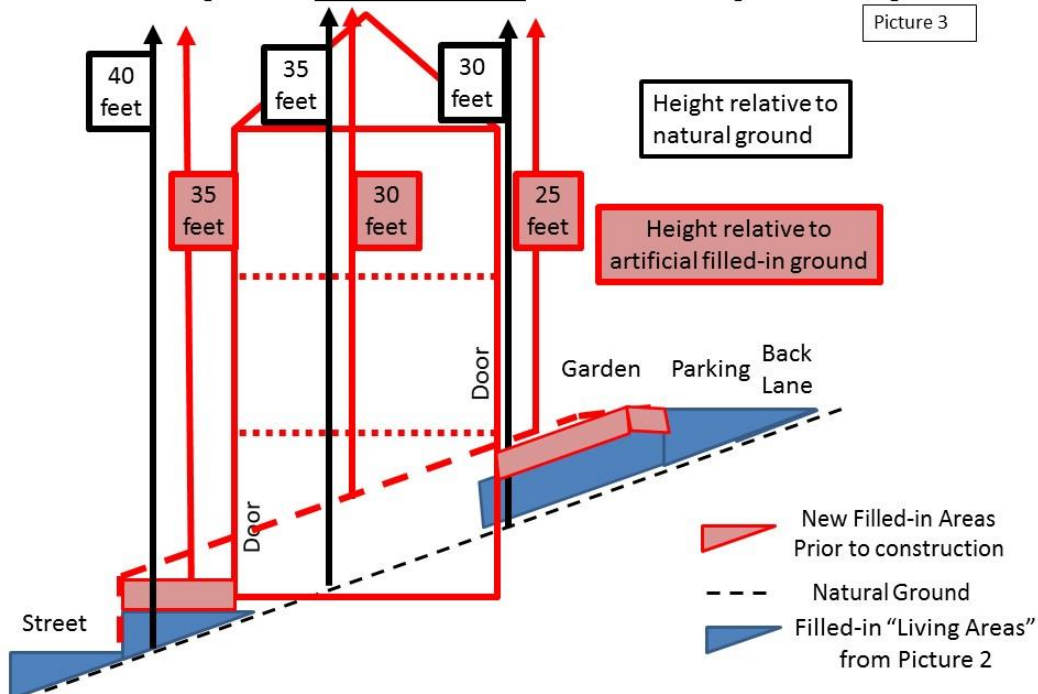 Picture 3
40
feet
35
feet
30
feet
Height relative to
natural ground
35
feet
30
feet
25
feet
Height relative to
artificial filled-in ground
Door
Garden
Parking
Back
Lane
Door
New Filled-in Areas
Prior to construction
Natural Ground
Street
Filled-in “Living Areas”
from Picture 2